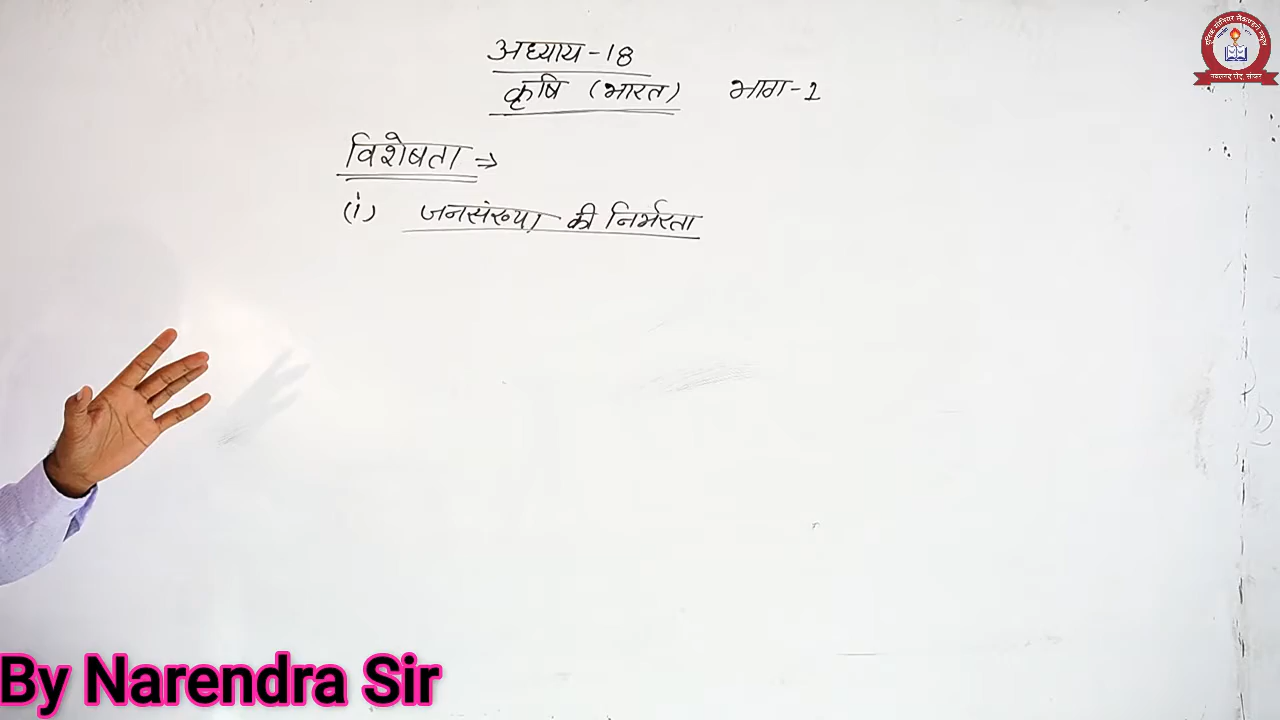 अध्याय-18
कृषि (भारत) भाग-1
विशेषता ⇒
(i) जनसंख्या की निर्भरता
By Narendra Sir